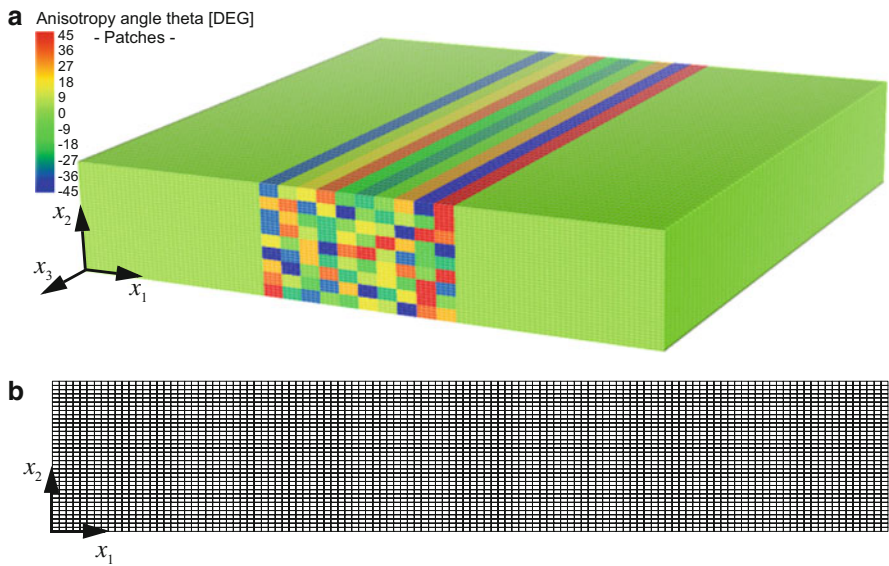 a
Anisotropy angle theta [DEG]
- Patches -
45
36
27
18
9
0
-9
-18
-27
-36
-45
x2
x3
x1
b
x2
x1